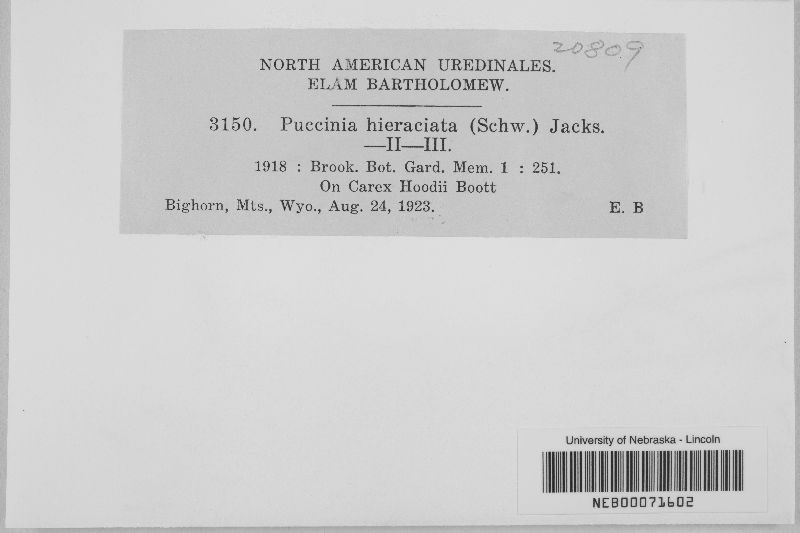 20809
NORTH AMERICAN UREDINALES.
ELAM BARTHOLOMEW.
3150. Puccinia hieraciata (Schw.) Jacks.
—II—III.
1918 : Brook. Bot. Gard. Mem. 1 : 251.
On Carex Hoodii Boott
Bighorn, Mts., Wyo., Aug. 24, 1923. E. B
University of Nebraska - Lincoln
NEB00071602